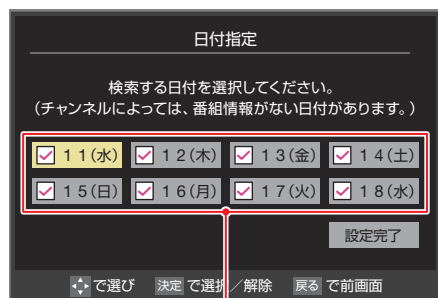 日付指定
検索する日付を選択してください。
（チャンネルによっては、番組情報がない日付があります。）
１１(水) １２(木) １３(金) １４(土)
１５(日) １６(月) １７(火) １８(水)
設定完了
で選び 決定 で選択／解除 戻る で前画面